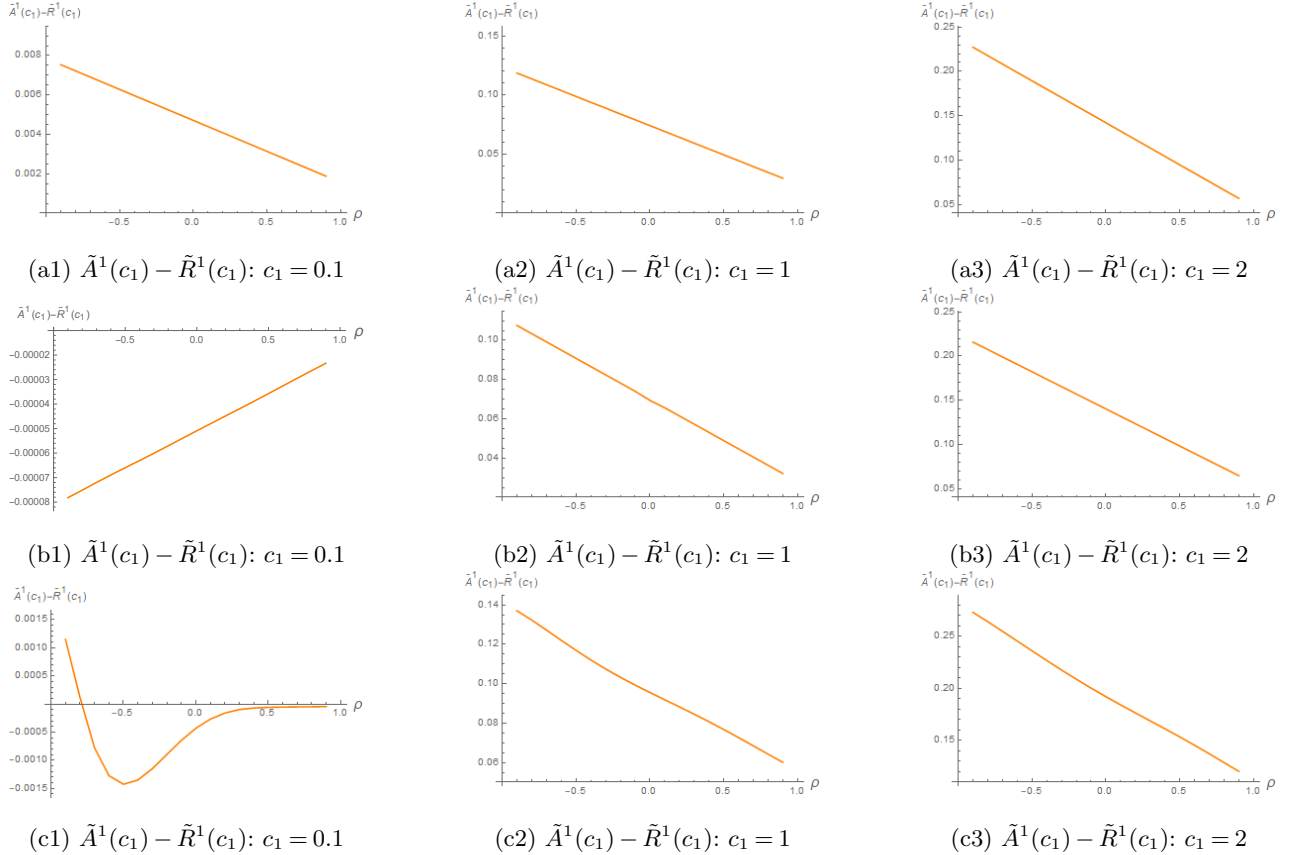 Ã¹(c₁)−R̃¹(c₁) Ã¹(c₁)−R̃¹(c₁) Ã¹(c₁)−R̃¹(c₁)
0.008 0.15 0.25
0.006 0.10 0.20
0.004 0.05 0.15
0.002 0.10
0.05
−0.5 0.0 0.5 1.0 ρ −0.5 0.0 0.5 1.0 ρ −0.5 0.0 0.5 1.0 ρ
(a1) Ã¹(c₁) − R̃¹(c₁): c₁ = 0.1 (a2) Ã¹(c₁) − R̃¹(c₁): c₁ = 1 (a3) Ã¹(c₁) − R̃¹(c₁): c₁ = 2
Ã¹(c₁)−R̃¹(c₁) Ã¹(c₁)−R̃¹(c₁) Ã¹(c₁)−R̃¹(c₁)
−0.5 0.0 0.5 1.0 ρ
−0.00002 0.10 0.25
−0.00003 0.08 0.20
−0.00004 0.06 0.15
−0.00005 0.04 0.10
−0.00006 0.05
−0.00007
−0.00008
−0.5 0.0 0.5 1.0 ρ −0.5 0.0 0.5 1.0 ρ
(b1) Ã¹(c₁) − R̃¹(c₁): c₁ = 0.1 (b2) Ã¹(c₁) − R̃¹(c₁): c₁ = 1 (b3) Ã¹(c₁) − R̃¹(c₁): c₁ = 2
Ã¹(c₁)−R̃¹(c₁) Ã¹(c₁)−R̃¹(c₁) Ã¹(c₁)−R̃¹(c₁)
0.0015 0.14 0.25
0.0010 0.12 0.20
0.0005 0.10 0.15
−0.5 0.0 0.5 1.0 ρ
−0.0005 0.08
−0.0010 0.06
−0.0015
−0.5 0.0 0.5 1.0 ρ −0.5 0.0 0.5 1.0 ρ
(c1) Ã¹(c₁) − R̃¹(c₁): c₁ = 0.1 (c2) Ã¹(c₁) − R̃¹(c₁): c₁ = 1 (c3) Ã¹(c₁) − R̃¹(c₁): c₁ = 2